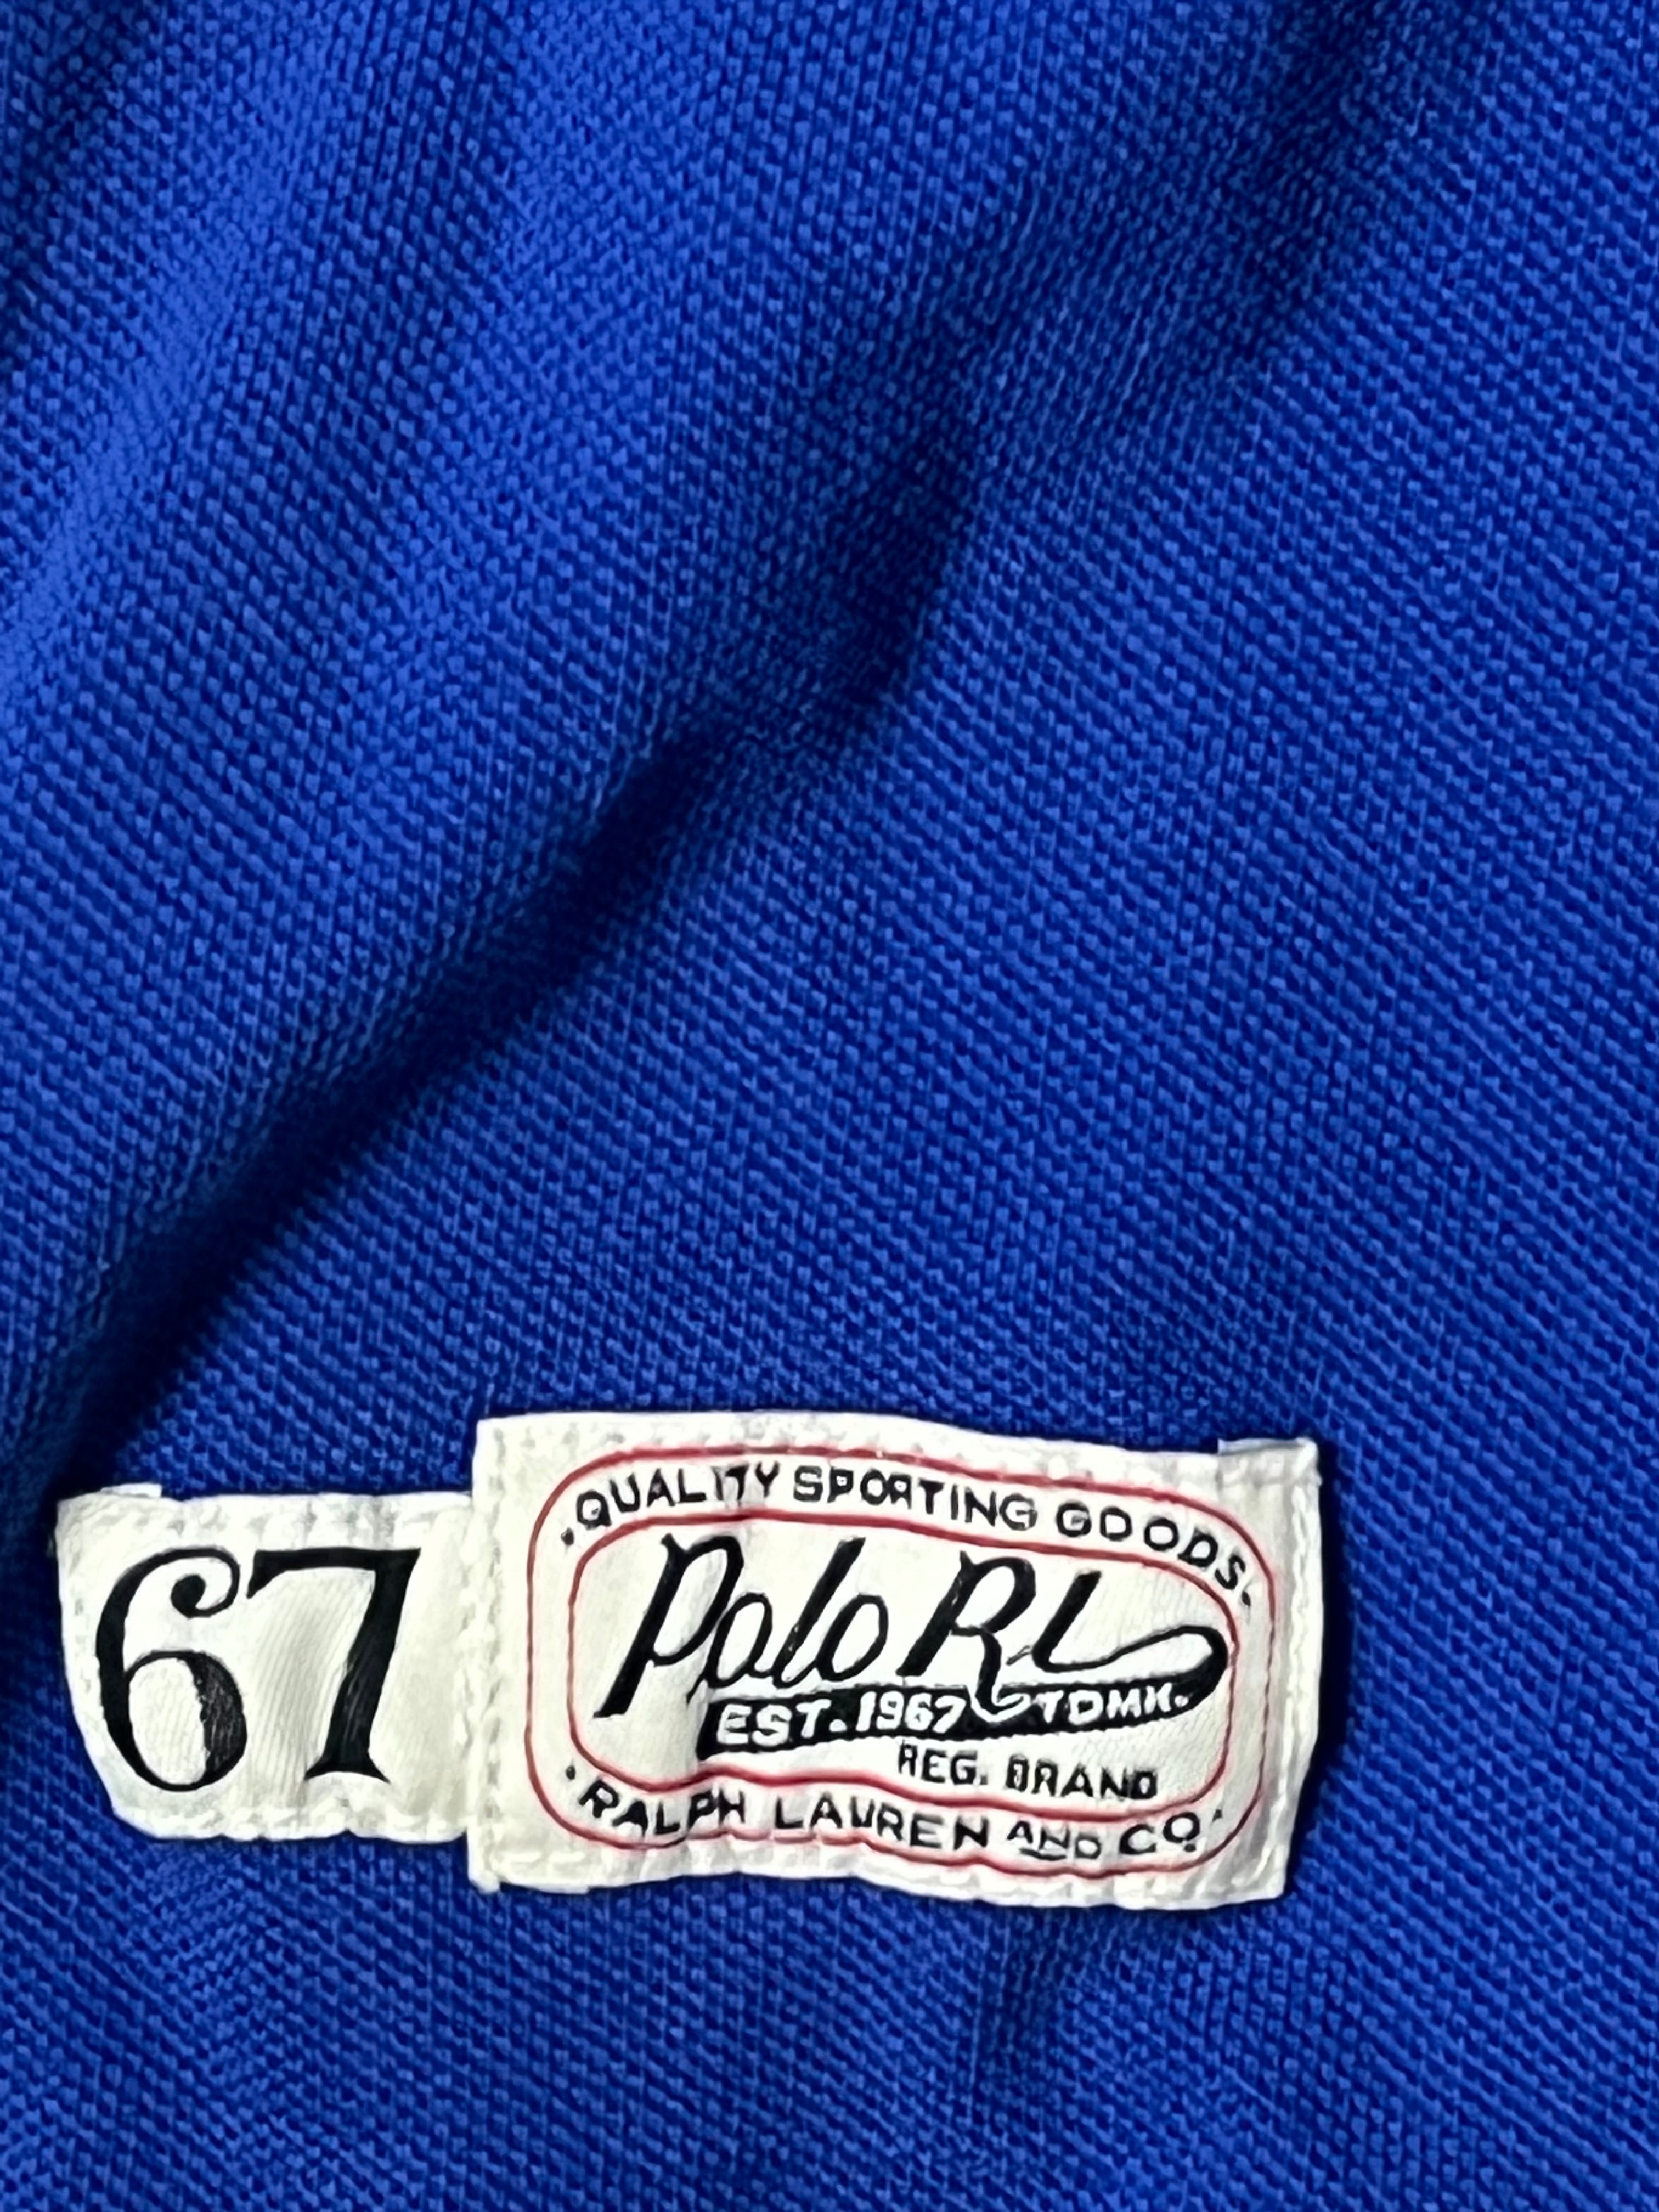 67
.QUALITY SPORTING GOODS.
Polo RL
EST. 1967 TDMK.
REG. BRAND
.RALPH LAUREN AND CO.